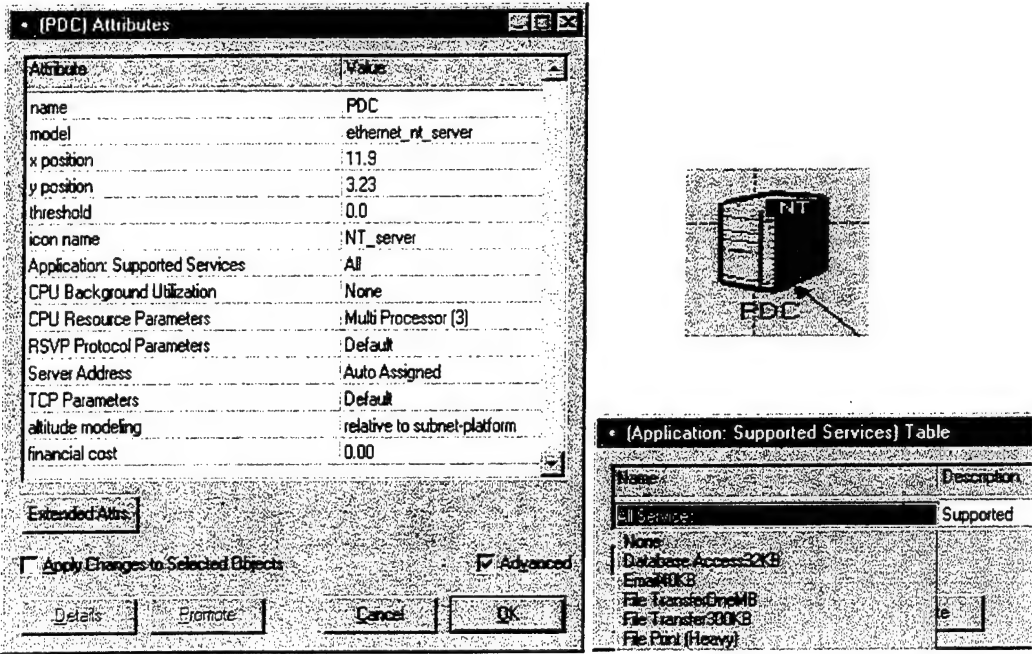 (PDC) Attributes
Attribute Value
name PDC
model ethernet_nt_server
x position 11.9
y position 3.23
threshold 0.0
icon name NT_server
Application: Supported Services All
CPU Background Utilization None
CPU Resource Parameters Multi Processor (3)
RSVP Protocol Parameters Default
Server Address Auto Assigned
TCP Parameters Default
altitude modeling relative to subnet-platform
financial cost 0.00
Extended Attrs.
Apply Changes to Selected Objects Advanced
Details Promote Cancel OK
NT
PDC
(Application: Supported Services) Table
Name Description
All Services Supported
None
Database Access32KB
Email40KB
File TransferOneMB
File Transfer300KB
File Print (Heavy)